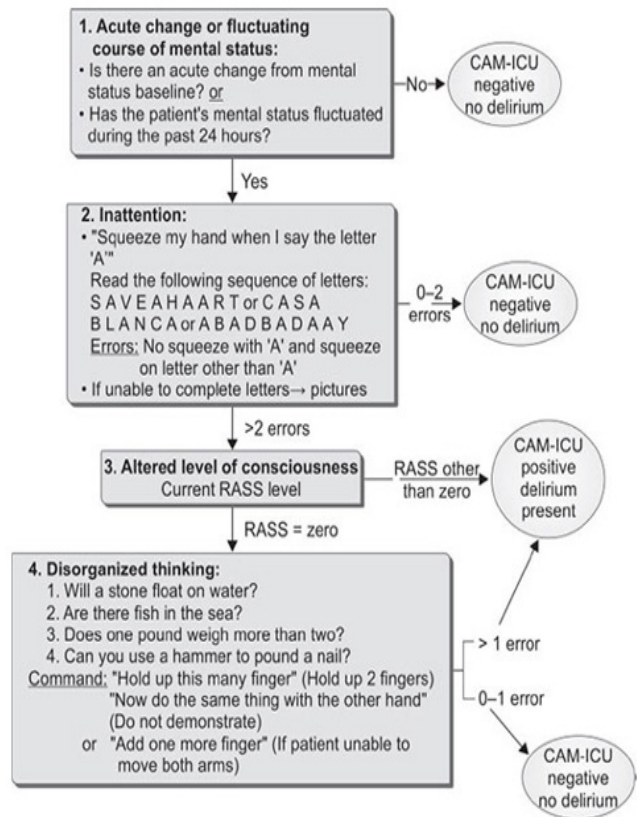 1. Acute change or fluctuating
course of mental status:
• Is there an acute change from mental
status baseline? or
• Has the patient's mental status fluctuated
during the past 24 hours?
No
CAM-ICU
negative
no delirium
Yes
2. Inattention:
• "Squeeze my hand when I say the letter
'A'"
Read the following sequence of letters:
S A V E A H A A R T or C A S A
B L A N C A or A B A D B A D A A Y
Errors: No squeeze with 'A' and squeeze
on letter other than 'A'
• If unable to complete letters→ pictures
0–2
errors
CAM-ICU
negative
no delirium
>2 errors
3. Altered level of consciousness
Current RASS level
RASS other
than zero
CAM-ICU
positive
delirium
present
RASS = zero
4. Disorganized thinking:
1. Will a stone float on water?
2. Are there fish in the sea?
3. Does one pound weigh more than two?
4. Can you use a hammer to pound a nail?
Command: "Hold up this many finger" (Hold up 2 fingers)
"Now do the same thing with the other hand"
(Do not demonstrate)
or "Add one more finger" (If patient unable to
move both arms)
> 1 error
0–1 error
CAM-ICU
negative
no delirium